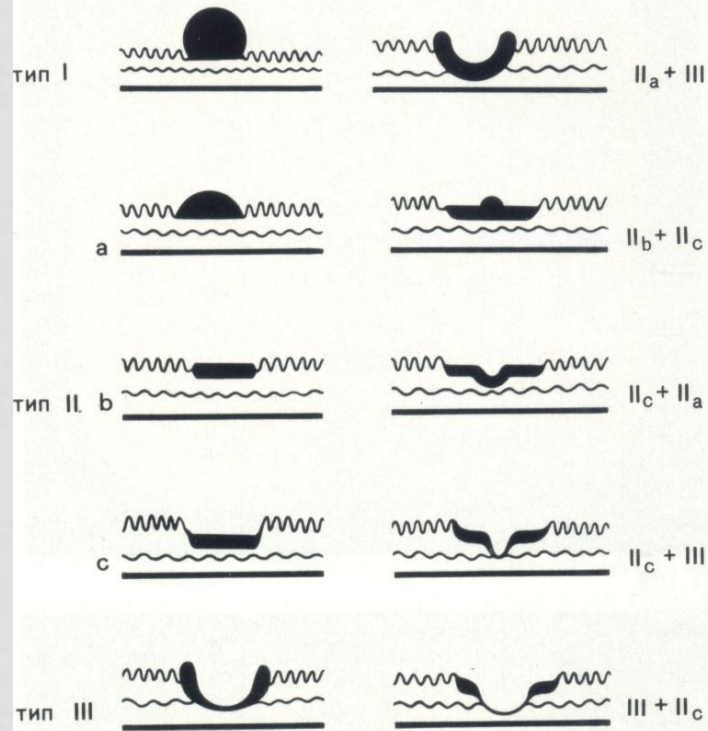 тип I
IIa + III
a
IIb + IIc
тип II. b
IIc + IIa
c
IIc + III
тип III
III + IIc